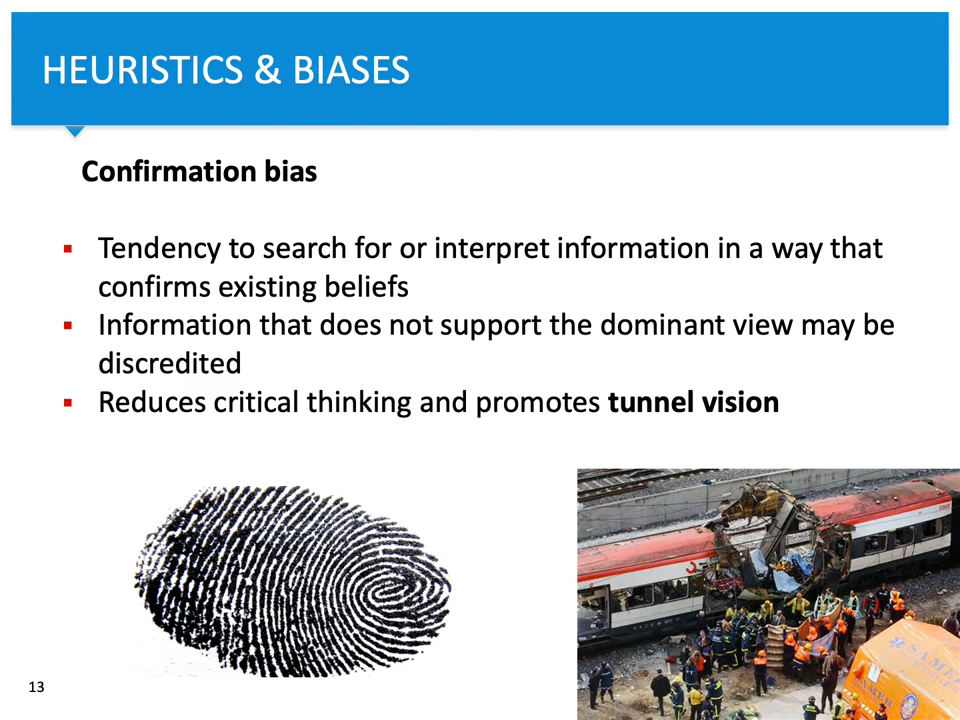 HEURISTICS & BIASES
Confirmation bias
▪ Tendency to search for or interpret information in a way that
confirms existing beliefs
▪ Information that does not support the dominant view may be
discredited
▪ Reduces critical thinking and promotes tunnel vision
SAMER
13